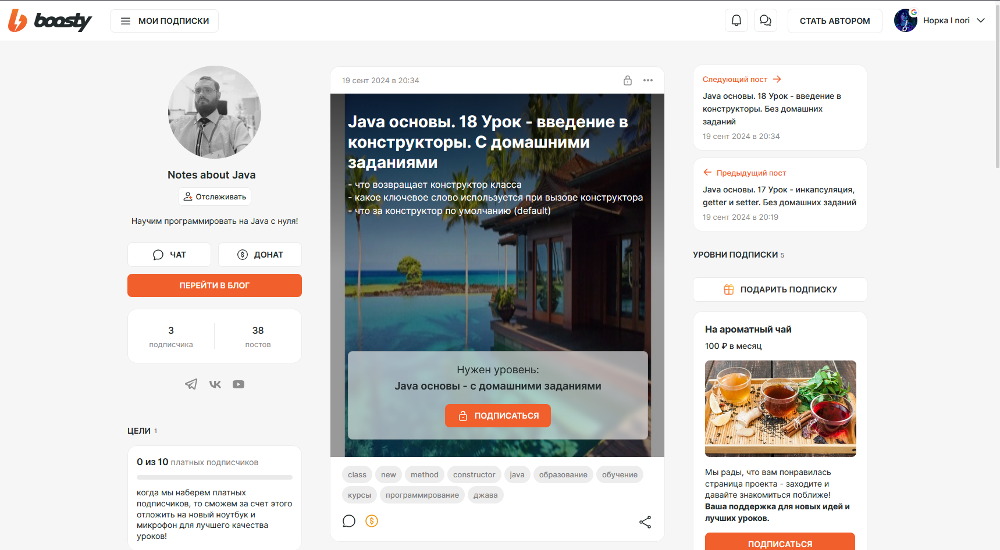 boosty
МОИ ПОДПИСКИ
СТАТЬ АВТОРОМ
Норка I nori
Notes about Java
Отслеживать
Научим программировать на Java с нуля!
ЧАТ
ДОНАТ
ПЕРЕЙТИ В БЛОГ
3
подписчика
38
постов
ЦЕЛИ 1
0 из 10 платных подписчиков
когда мы наберем платных
подписчиков, то сможем за счет этого
отложить на новый ноутбук и
микрофон для лучшего качества
уроков!
19 сент 2024 в 20:34
Java основы. 18 Урок - введение в
конструкторы. С домашними
заданиями
- что возвращает конструктор класса
- какое ключевое слово используется при вызове конструктора
- что за конструктор по умолчанию (default)
Нужен уровень:
Java основы - с домашними заданиями
ПОДПИСАТЬСЯ
class
new
method
constructor
java
образование
обучение
курсы
программирование
джава
Следующий пост
Java основы. 18 Урок - введение в
конструкторы. Без домашних
заданий
19 сент 2024 в 20:34
Предыдущий пост
Java основы. 17 Урок - инкапсуляция,
getter и setter. Без домашних заданий
19 сент 2024 в 20:19
УРОВНИ ПОДПИСКИ 5
ПОДАРИТЬ ПОДПИСКУ
На ароматный чай
100 ₽ в месяц
Мы рады, что вам понравилась
страница проекта - заходите и
давайте знакомиться поближе!
Ваша поддержка для новых идей и
лучших уроков.
ПОДПИСАТЬСЯ